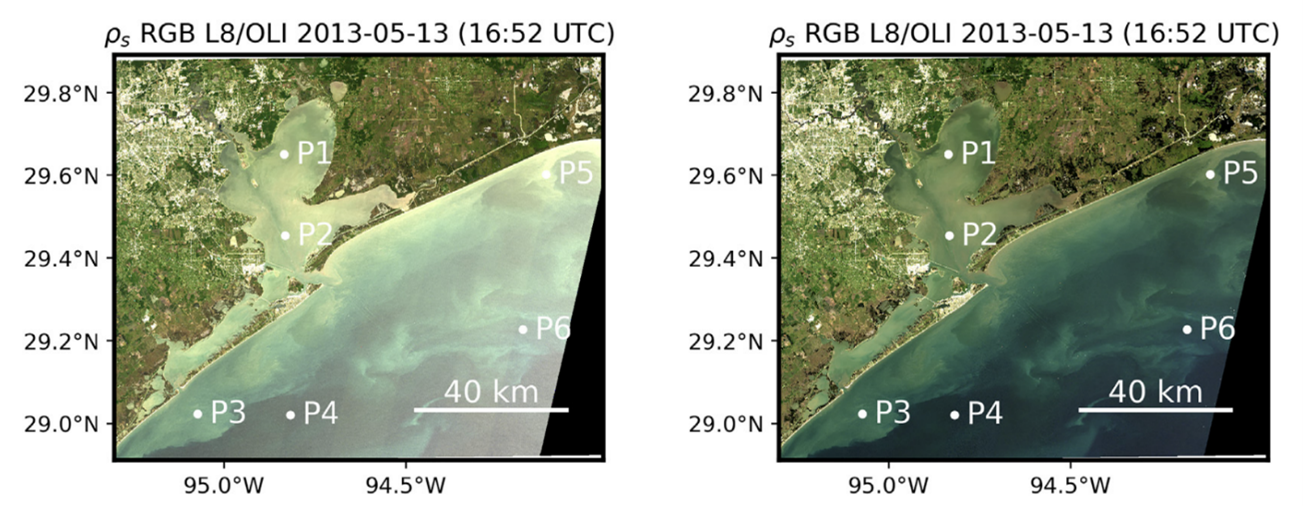 ρs RGB L8/OLI 2013-05-13 (16:52 UTC)
29.8°N
29.6°N
29.4°N
29.2°N
29.0°N
95.0°W
94.5°W
P1
P5
P2
P6
40 km
P3
P4
ρs RGB L8/OLI 2013-05-13 (16:52 UTC)
29.8°N
29.6°N
29.4°N
29.2°N
29.0°N
95.0°W
94.5°W
P1
P5
P2
P6
40 km
P3
P4